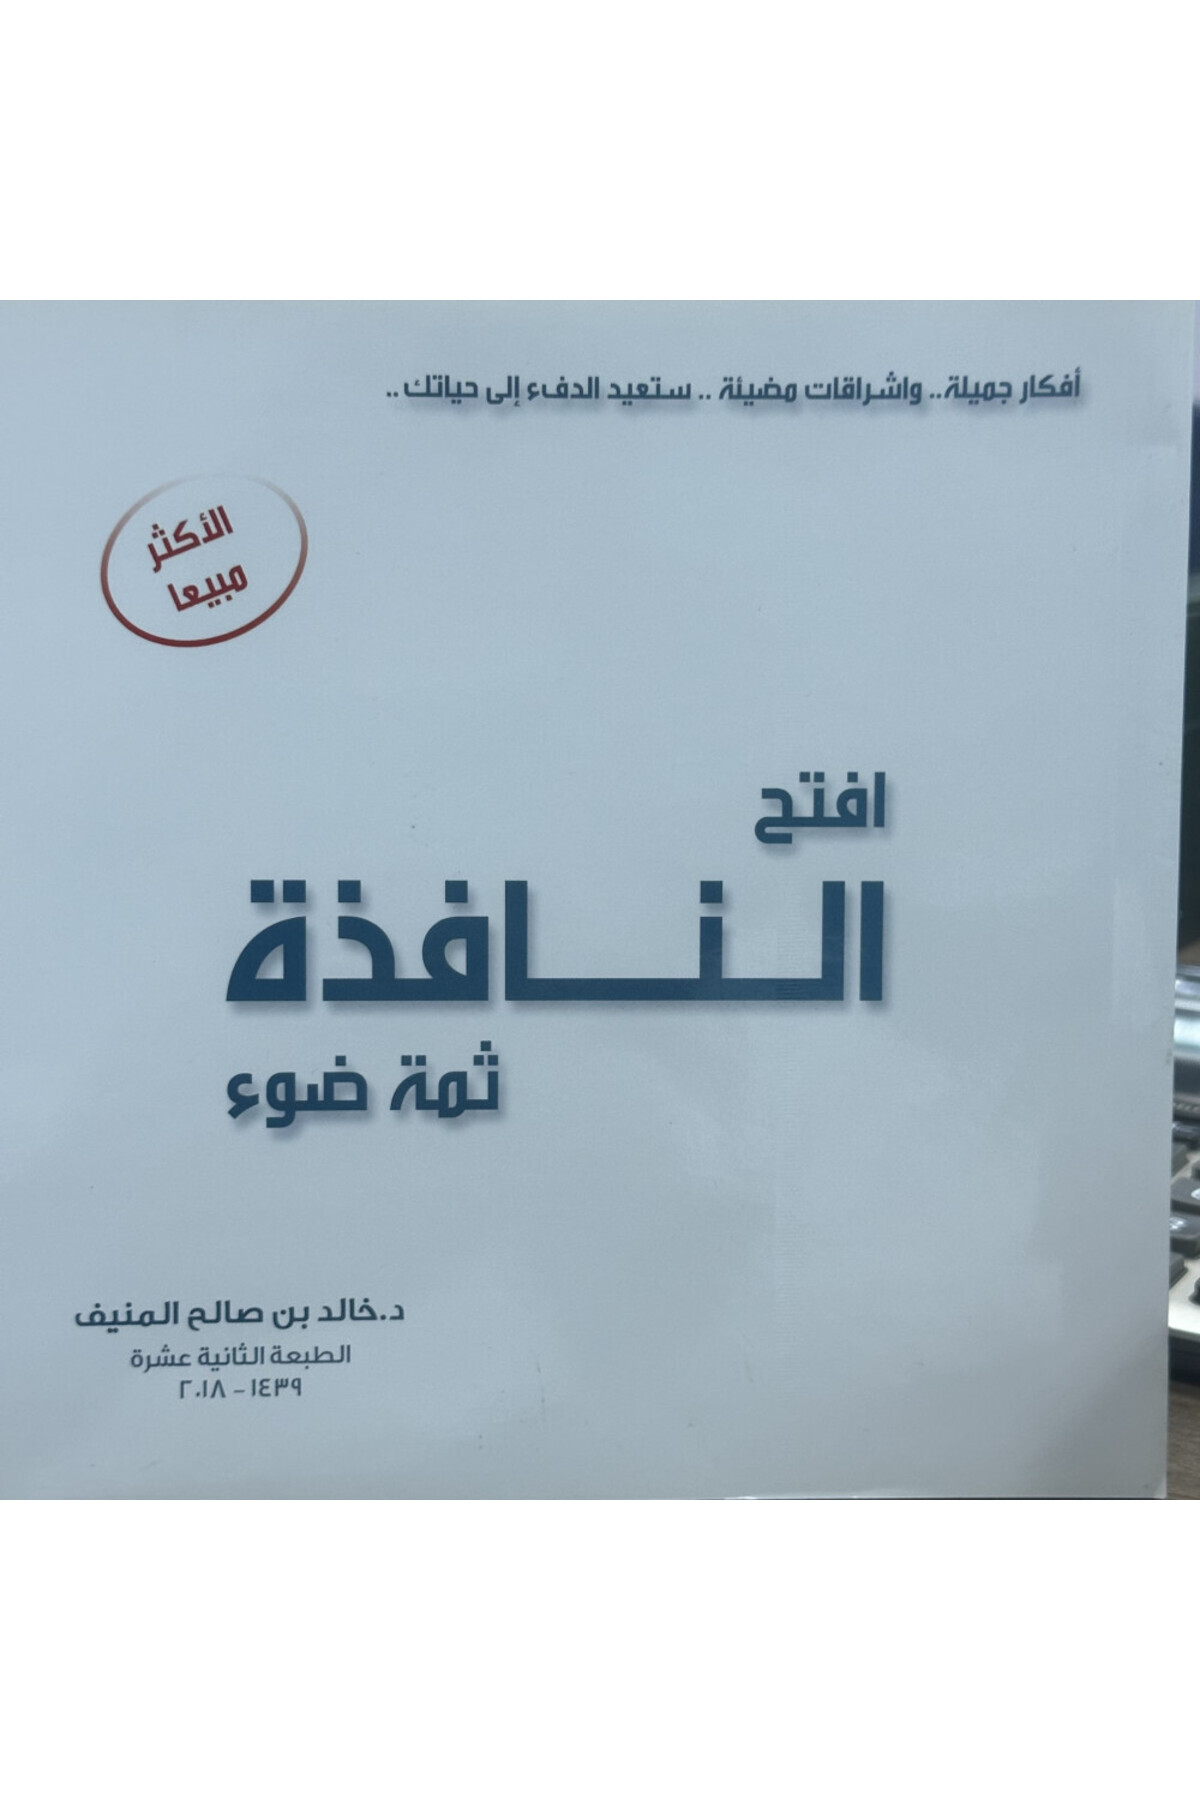 أفكار جميلة.. واشراقات مضيئة .. ستعيد الدفء إلى حياتك ..
الأكثر
مبيعا
افتح
النـــافذة
ثمة ضوء
د.خالد بن صالح المنيف
الطبعة الثانية عشرة
١٤٣٩ - ٢٠١٨